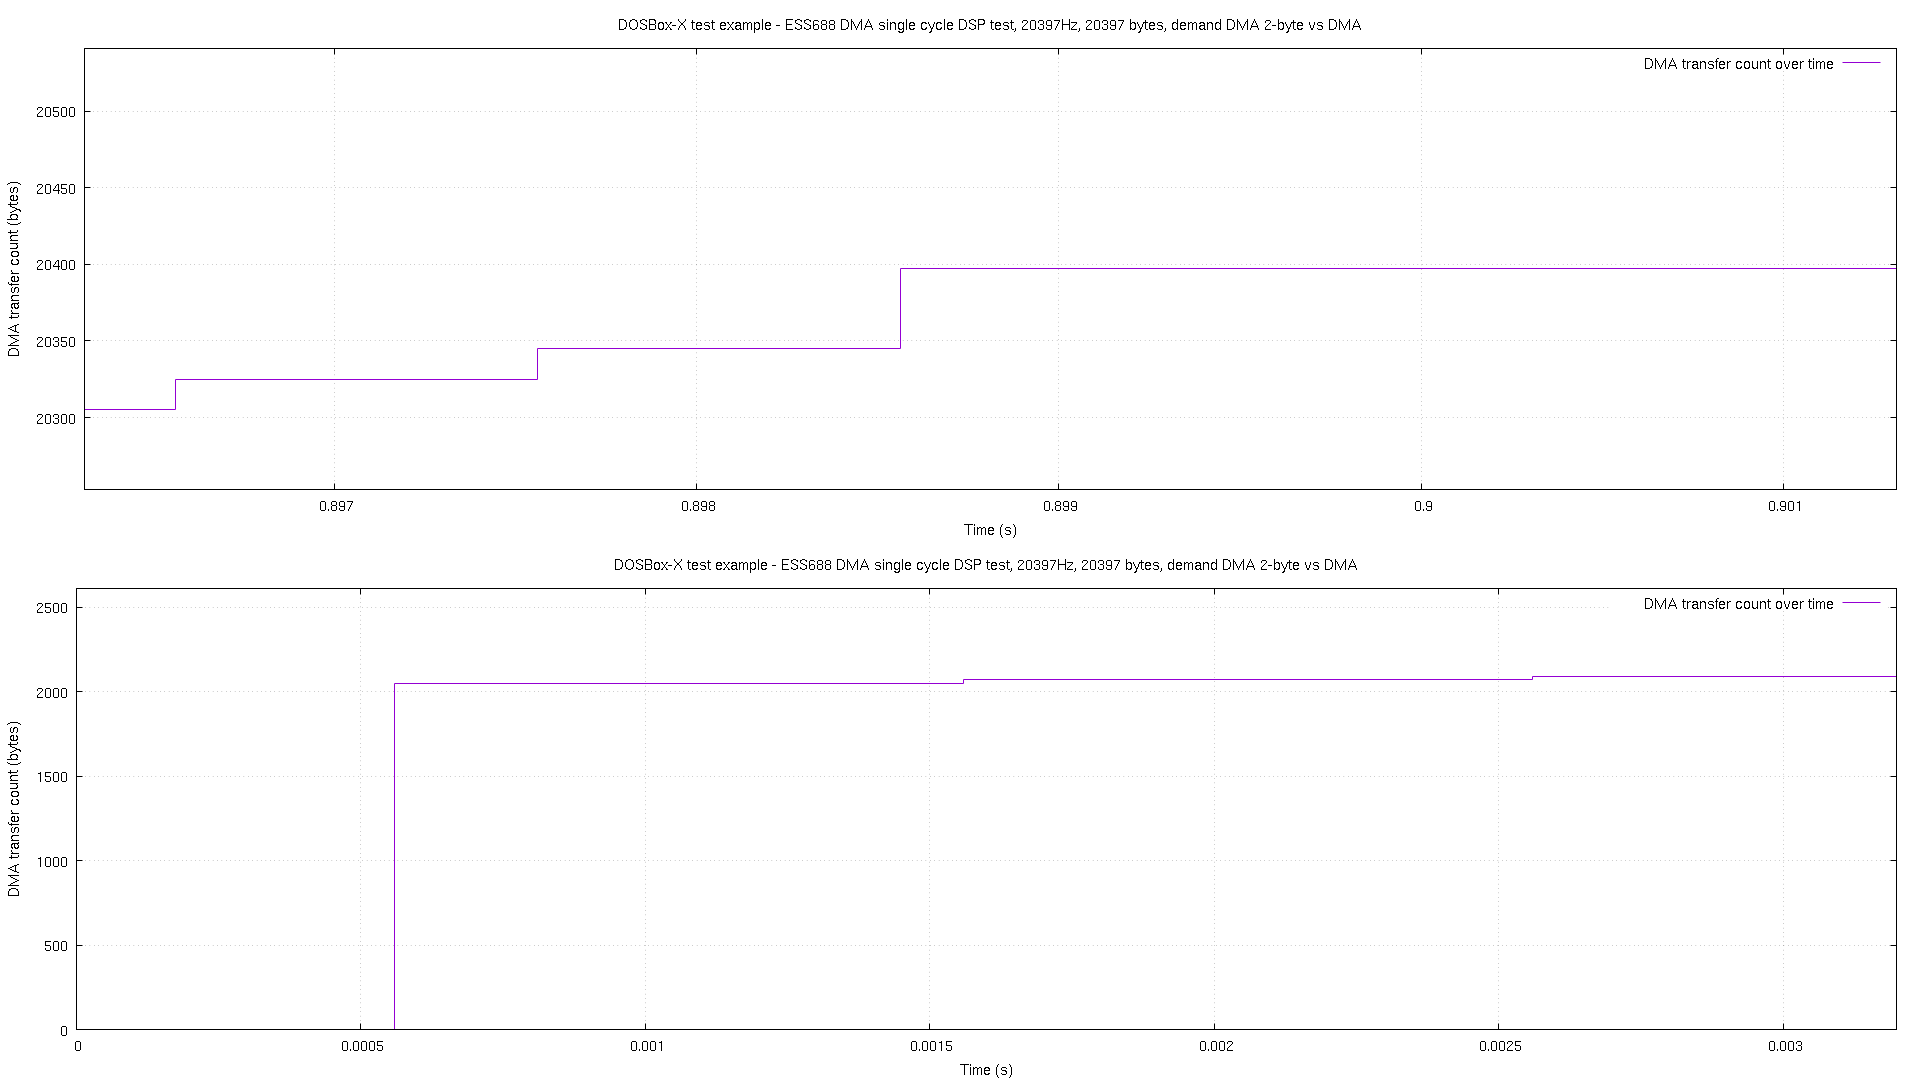 DOSBox-X test example - ESS688 DMA single cycle DSP test, 20397Hz, 20397 bytes, demand DMA 2-byte vs DMA
DMA transfer count over time
20500
20450
20400
20350
20300
DMA transfer count (bytes)
0.897 0.898 0.899 0.9 0.901
Time (s)
DOSBox-X test example - ESS688 DMA single cycle DSP test, 20397Hz, 20397 bytes, demand DMA 2-byte vs DMA
DMA transfer count over time
2500
2000
1500
1000
500
0
DMA transfer count (bytes)
0 0.0005 0.001 0.0015 0.002 0.0025 0.003
Time (s)